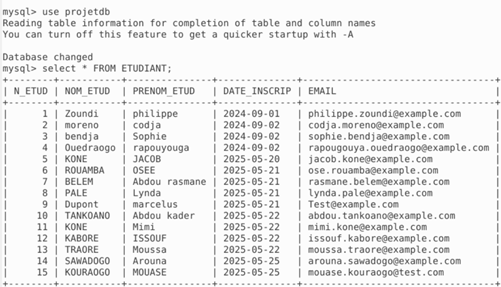 mysql> use projetdb
Reading table information for completion of table and column names
You can turn off this feature to get a quicker startup with -A
Database changed
mysql> select * FROM ETUDIANT;
| N_ETUD | NOM_ETUD | PRENOM_ETUD | DATE_INSCRIP | EMAIL |
| 1 | Zoundi | philippe | 2024-09-01 | philippe.zoundi@example.com |
| 2 | moreno | codja | 2024-09-02 | codja.moreno@example.com |
| 3 | bendja | Sophie | 2024-09-02 | sophie.bendja@example.com |
| 4 | Ouedraogo | rapouyouga | 2024-09-02 | rapougouya.ouedraogo@example.com |
| 5 | KONE | JACOB | 2025-05-20 | jacob.kone@example.com |
| 6 | ROUAMBA | OSEE | 2025-05-21 | ose.rouamba@example.com |
| 7 | BELEM | Abdou rasmane | 2025-05-21 | rasmane.belem@example.com |
| 8 | PALE | Lynda | 2025-05-21 | lynda.pale@example.com |
| 9 | Dupont | marcelus | 2025-05-21 | Test@example.com |
| 10 | TANKOANO | Abdou kader | 2025-05-22 | abdou.tankoano@example.com |
| 11 | KONE | Mimi | 2025-05-22 | mimi.kone@example.com |
| 12 | KABORE | ISSOUF | 2025-05-22 | issouf.kabore@example.com |
| 13 | TRAORE | Moussa | 2025-05-22 | moussa.traore@example.com |
| 14 | SAWADOGO | Arouna | 2025-05-25 | arouna.sawadogo@example.com |
| 15 | KOURAOGO | MOUASE | 2025-05-25 | mouase.kouraogo@test.com |